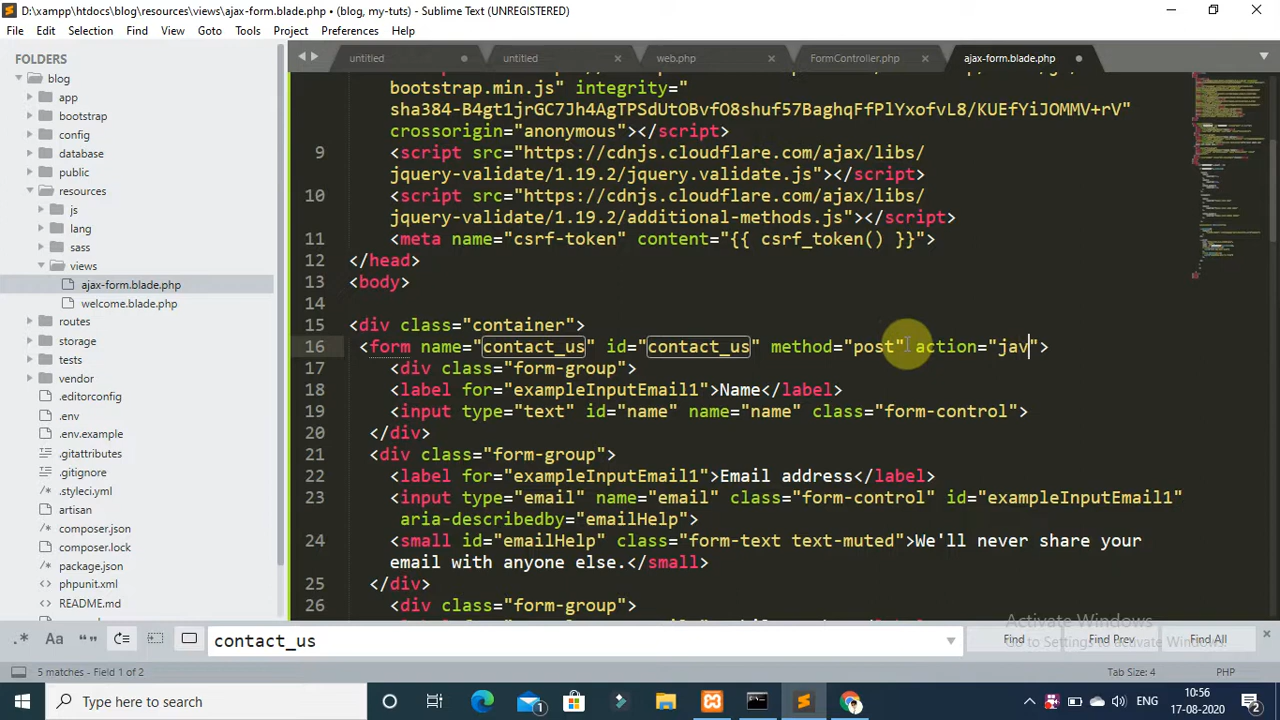 D:\xampp\htdocs\blog\resources\views\ajax-form.blade.php • (blog, my-tuts) - Sublime Text (UNREGISTERED)
File Edit Selection Find View Goto Tools Project Preferences Help
FOLDERS
blog
app
bootstrap
config
database
public
resources
js
lang
sass
views
ajax-form.blade.php
welcome.blade.php
routes
storage
tests
vendor
.editorconfig
.env
.env.example
.gitattributes
.gitignore
.styleci.yml
artisan
composer.json
composer.lock
package.json
phpunit.xml
README.md
untitled untitled web.php FormController.php ajax-form.blade.php
bootstrap.min.js" integrity="
sha384-B4gt1jrGC7Jh4AgTPSdUtOBvfO8shuf57BaghqFfPlYxofvL8/KUEfYiJOMMV+rV"
crossorigin="anonymous"></script>
9 <script src="https://cdnjs.cloudflare.com/ajax/libs/
jquery-validate/1.19.2/jquery.validate.js"></script>
10 <script src="https://cdnjs.cloudflare.com/ajax/libs/
jquery-validate/1.19.2/additional-methods.js"></script>
11 <meta name="csrf-token" content="{{ csrf_token() }}">
12 </head>
13 <body>
14
15 <div class="container">
16 <form name="contact_us" id="contact_us" method="post" action="jav">
17 <div class="form-group">
18 <label for="exampleInputEmail1">Name</label>
19 <input type="text" id="name" name="name" class="form-control">
20 </div>
21 <div class="form-group">
22 <label for="exampleInputEmail1">Email address</label>
23 <input type="email" name="email" class="form-control" id="exampleInputEmail1"
aria-describedby="emailHelp">
24 <small id="emailHelp" class="form-text text-muted">We'll never share your
email with anyone else.</small>
25 </div>
26 <div class="form-group">
Activate Windows
Go to Settings to activate Windows.
.* Aa “ ” contact_us Find Find Prev Find All
5 matches - Field 1 of 2 Tab Size: 4 PHP
Type here to search
1
ENG
10:56
17-08-2020
2